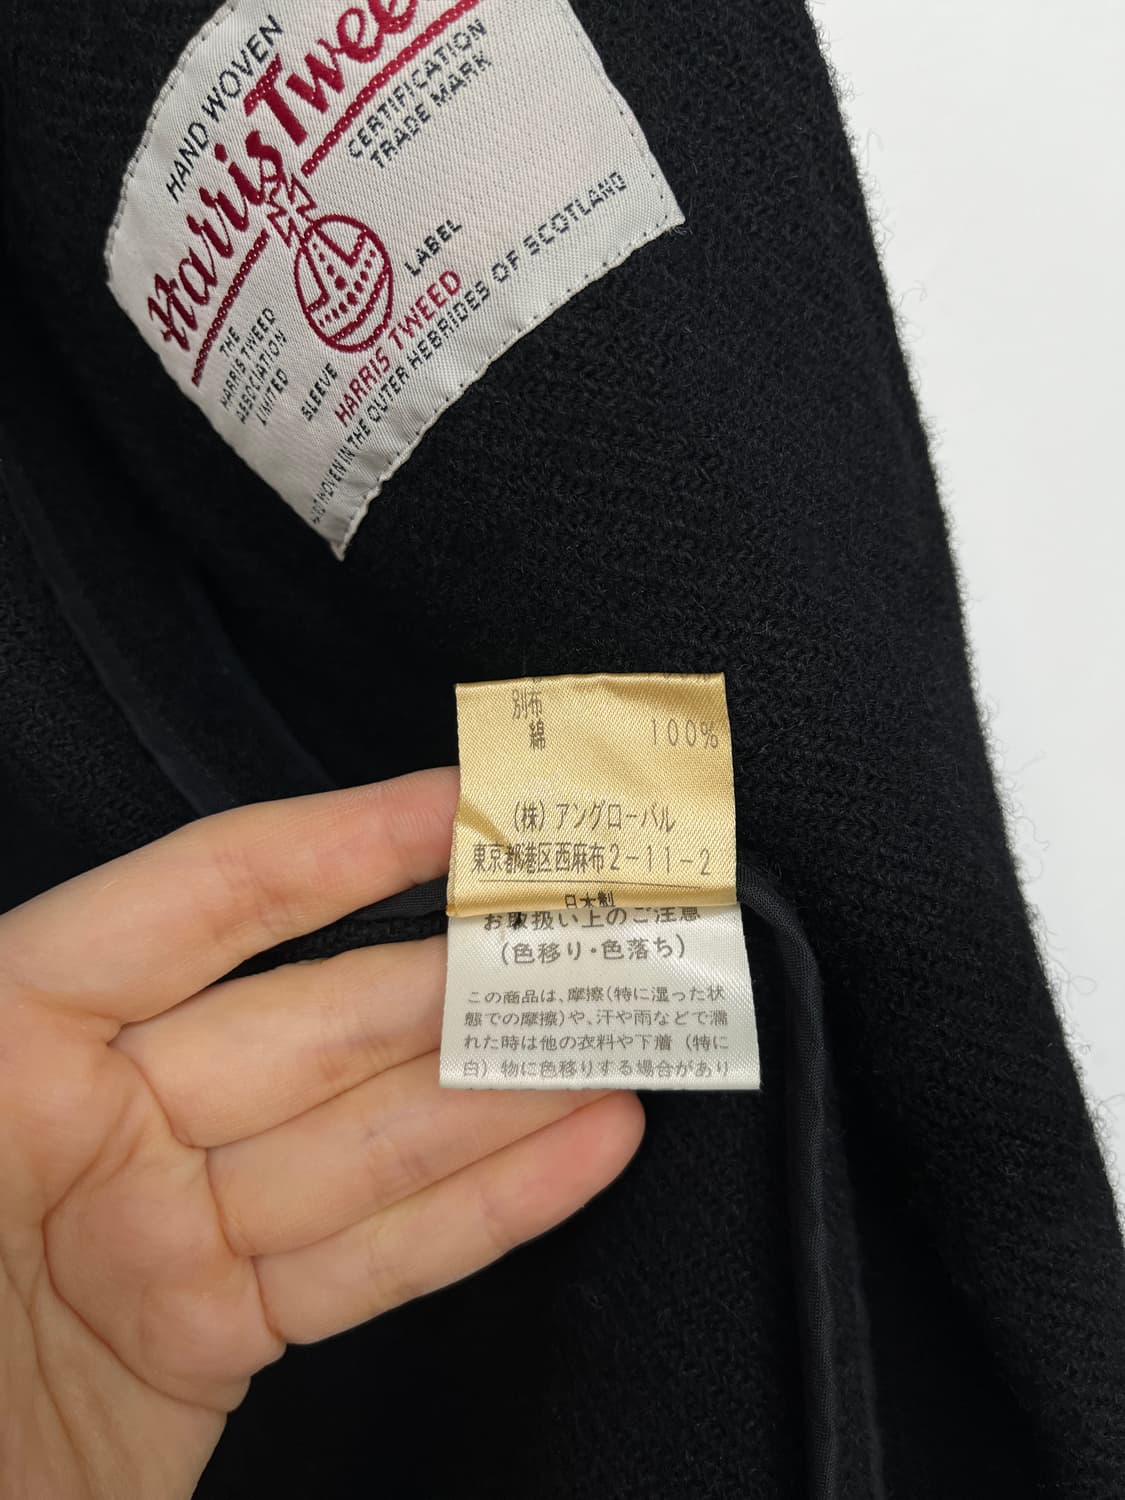 HAND WOVEN
Harris Tweed
CERTIFICATION
TRADE MARK
THE
HARRIS TWEED
ASSOCIATION
LIMITED
SLEEVE
LABEL
HARRIS TWEED
WOVEN IN THE OUTER HEBRIDES OF SCOTLAND
別布
綿 100%
(株)アングローバル
東京都港区西麻布2-11-2
日本製
お取扱い上のご注意
(色移り・色落ち)
この商品は、摩擦(特に湿った状
態での摩擦)や、汗や雨などで濡
れた時は他の衣料や下着(特に
白)物に色移りする場合があり